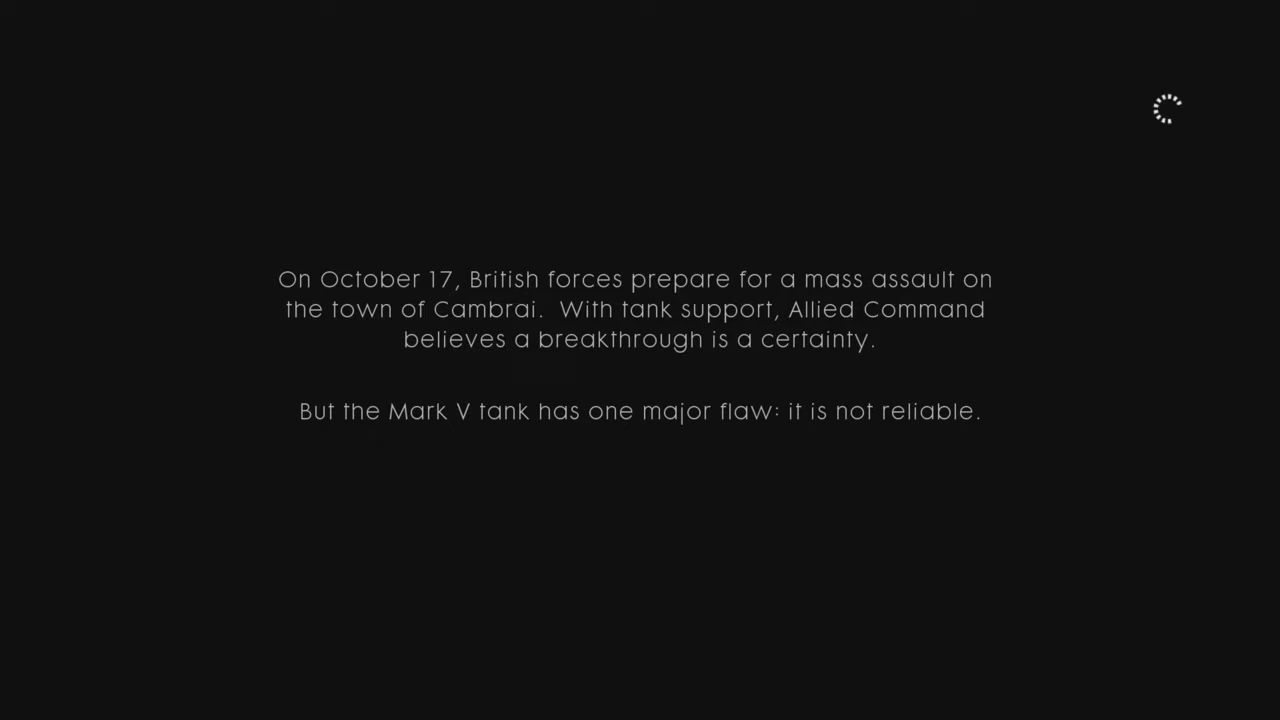 On October 17, British forces prepare for a mass assault on
the town of Cambrai.  With tank support, Allied Command
believes a breakthrough is a certainty.
But the Mark V tank has one major flaw: it is not reliable.